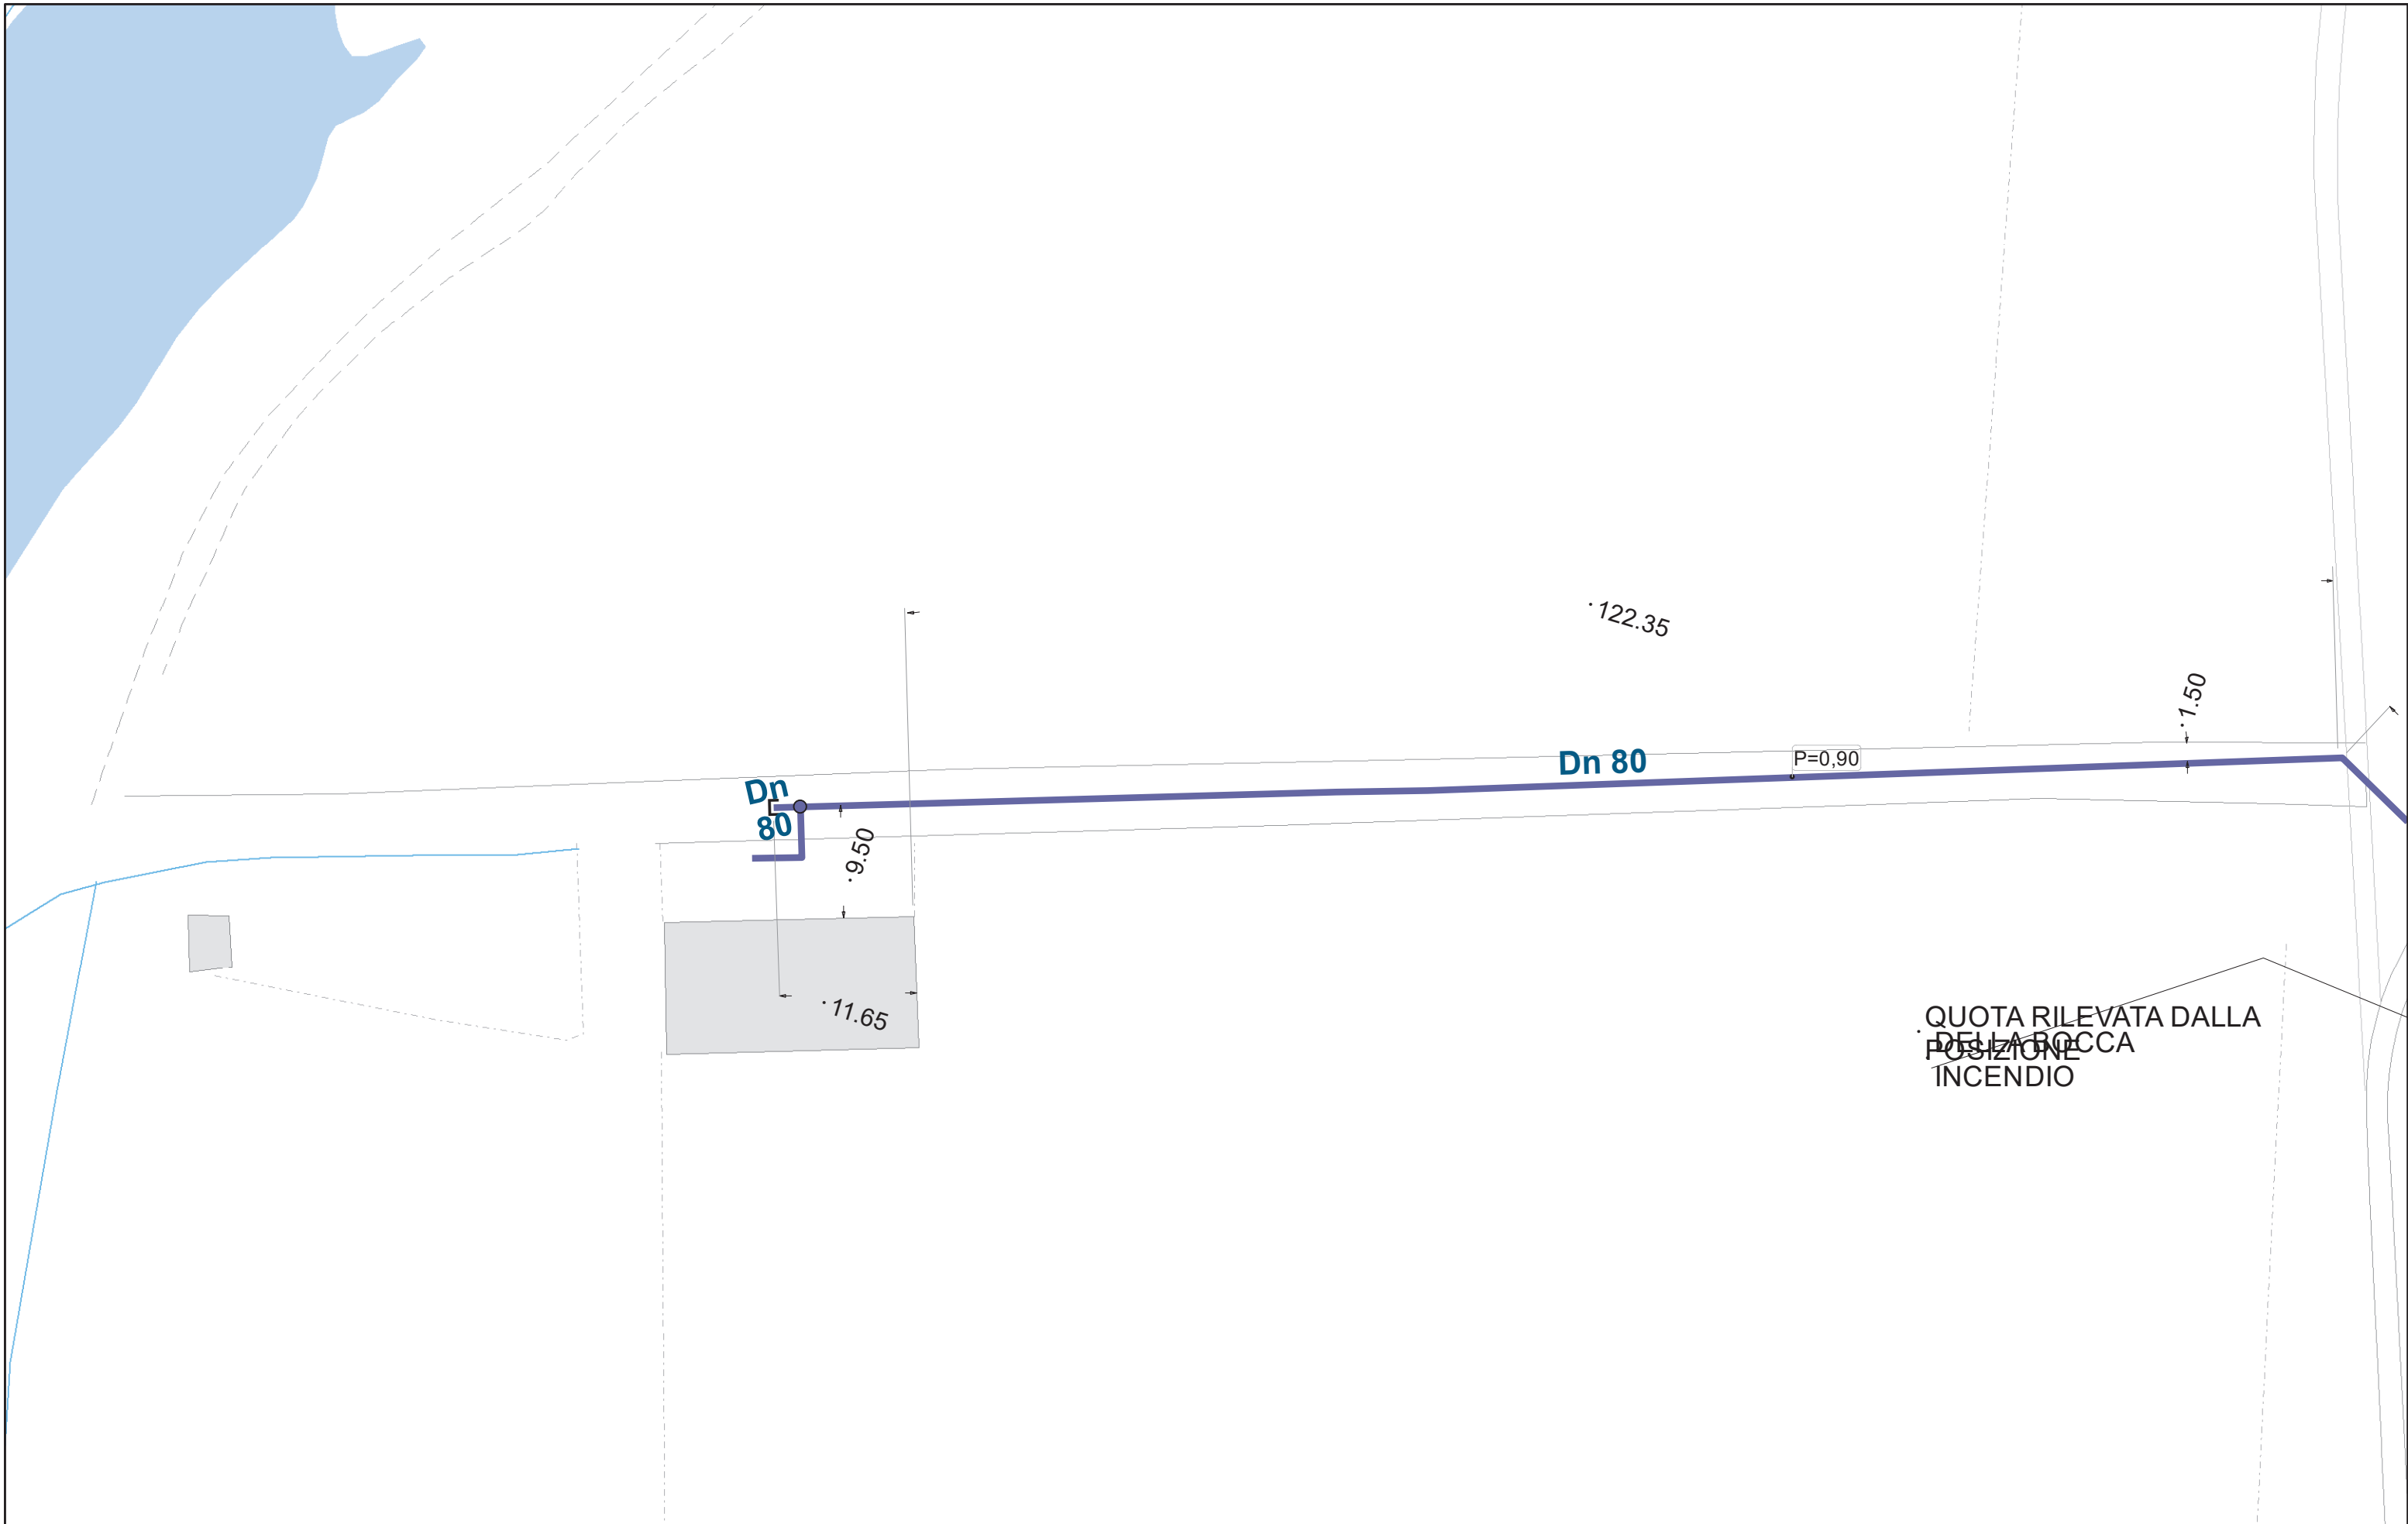 122.35
1.50
Dn 80
P=0,90
Dn
80
9.50
11.65
QUOTA RILEVATA DALLA
DELLA BOCCA
POSIZIONE
INCENDIO